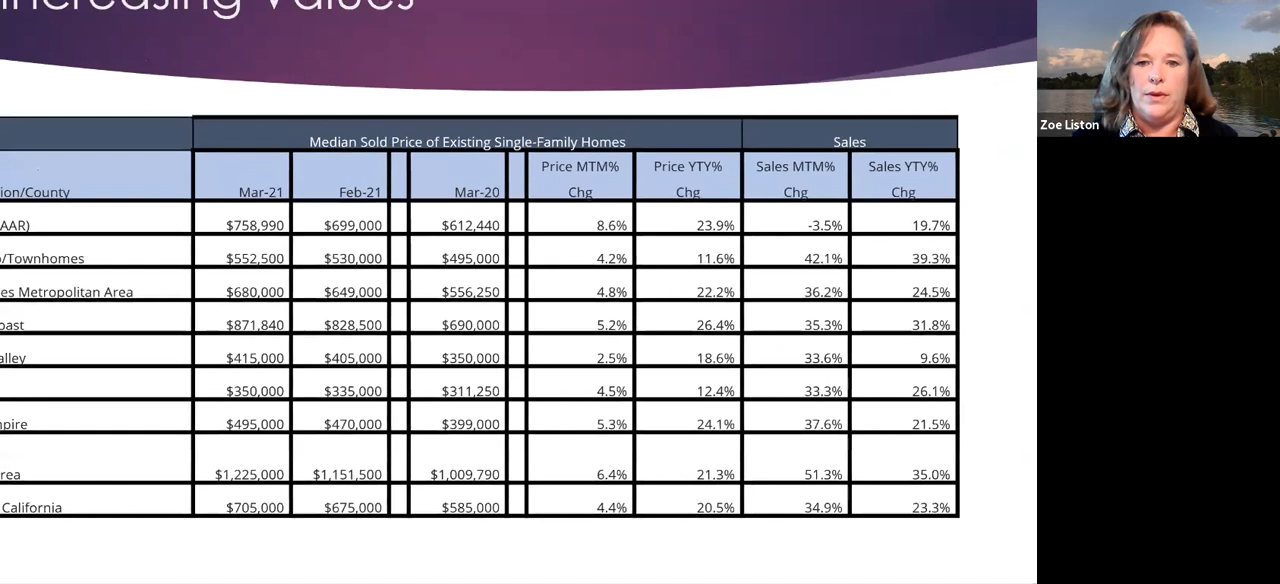 Increasing Values
Zoe Liston
Median Sold Price of Existing Single-Family Homes Sales
ion/County Mar-21 Feb-21 Mar-20 Price MTM% Chg Price YTY% Chg Sales MTM% Chg Sales YTY% Chg
AAR) $758,990 $699,000 $612,440 8.6% 23.9% -3.5% 19.7%
o/Townhomes $552,500 $530,000 $495,000 4.2% 11.6% 42.1% 39.3%
es Metropolitan Area $680,000 $649,000 $556,250 4.8% 22.2% 36.2% 24.5%
oast $871,840 $828,500 $690,000 5.2% 26.4% 35.3% 31.8%
alley $415,000 $405,000 $350,000 2.5% 18.6% 33.6% 9.6%
$350,000 $335,000 $311,250 4.5% 12.4% 33.3% 26.1%
mpire $495,000 $470,000 $399,000 5.3% 24.1% 37.6% 21.5%
rea $1,225,000 $1,151,500 $1,009,790 6.4% 21.3% 51.3% 35.0%
California $705,000 $675,000 $585,000 4.4% 20.5% 34.9% 23.3%